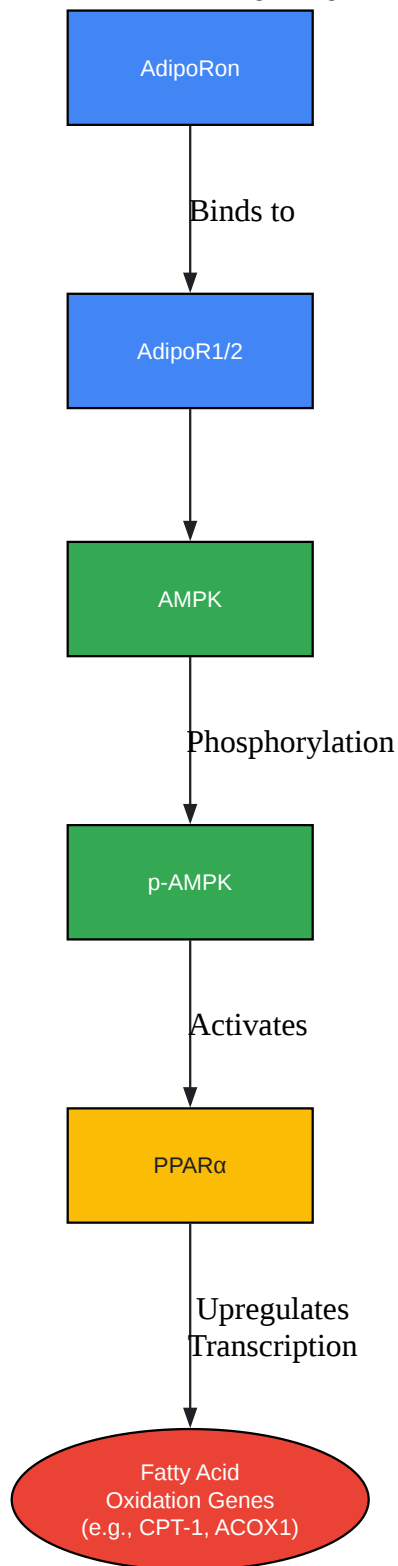 AdipoRon
Binds to
AdipoR1/2
AMPK
Phosphorylation
p-AMPK
Activates
PPARα
Upregulates
Transcription
Fatty Acid
Oxidation Genes
(e.g., CPT-1, ACOX1)